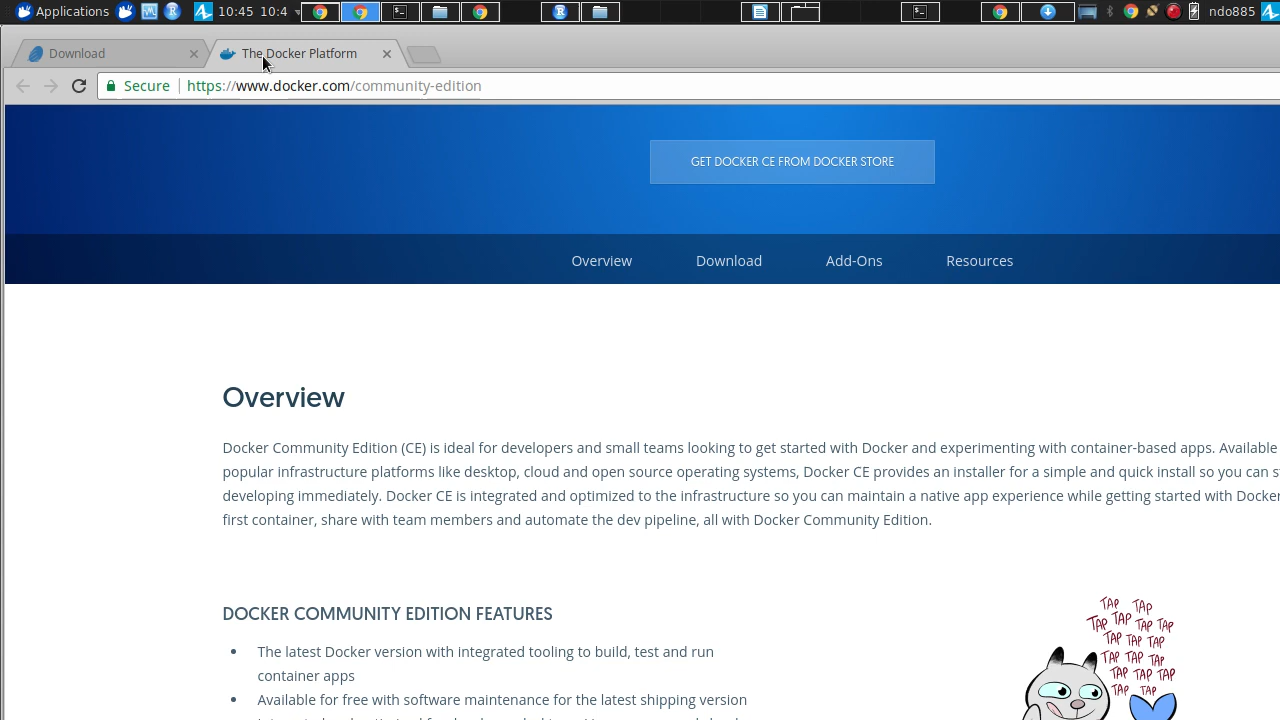 Applications 10:45 10:4 ndo885
Download The Docker Platform
Secure https://www.docker.com/community-edition
GET DOCKER CE FROM DOCKER STORE
Overview Download Add-Ons Resources
Overview
Docker Community Edition (CE) is ideal for developers and small teams looking to get started with Docker and experimenting with container-based apps. Available
popular infrastructure platforms like desktop, cloud and open source operating systems, Docker CE provides an installer for a simple and quick install so you can
developing immediately. Docker CE is integrated and optimized to the infrastructure so you can maintain a native app experience while getting started with Docker
first container, share with team members and automate the dev pipeline, all with Docker Community Edition.
DOCKER COMMUNITY EDITION FEATURES
• The latest Docker version with integrated tooling to build, test and run
container apps
• Available for free with software maintenance for the latest shipping version
TAP TAP
TAP TAP TAP TAP
TAP TAP TAP
TAP TAP TAP
TAP TAP TAP
TAP TAP